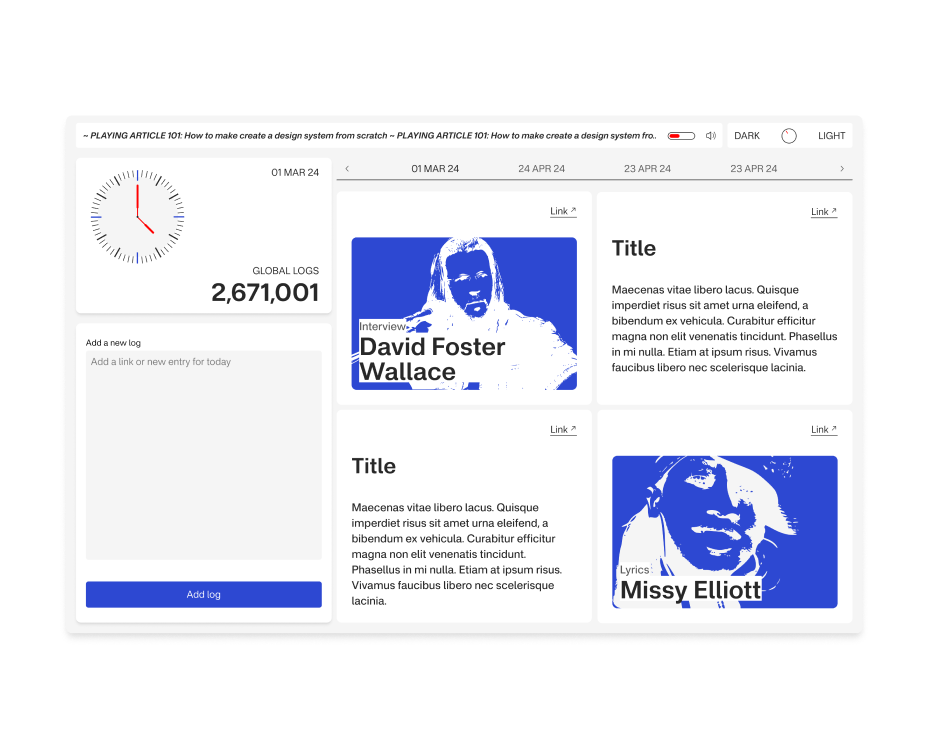 ~ PLAYING ARTICLE 101: How to make create a design system from scratch ~ PLAYING ARTICLE 101: How to make create a design system fro..
DARK
LIGHT
01 MAR 24
GLOBAL LOGS
2,671,001
Add a new log
Add a link or new entry for today
Add log
01 MAR 24
24 APR 24
23 APR 24
23 APR 24
Link ↗
Interview
David Foster
Wallace
Link ↗
Title
Maecenas vitae libero lacus. Quisque
imperdiet risus sit amet urna eleifend, a
bibendum ex vehicula. Curabitur efficitur
magna non elit venenatis tincidunt. Phasellus
in mi nulla. Etiam at ipsum risus. Vivamus
faucibus libero nec scelerisque lacinia.
Link ↗
Title
Maecenas vitae libero lacus. Quisque
imperdiet risus sit amet urna eleifend, a
bibendum ex vehicula. Curabitur efficitur
magna non elit venenatis tincidunt.
Phasellus in mi nulla. Etiam at ipsum risus.
Vivamus faucibus libero nec scelerisque
lacinia.
Link ↗
Lyrics
Missy Elliott